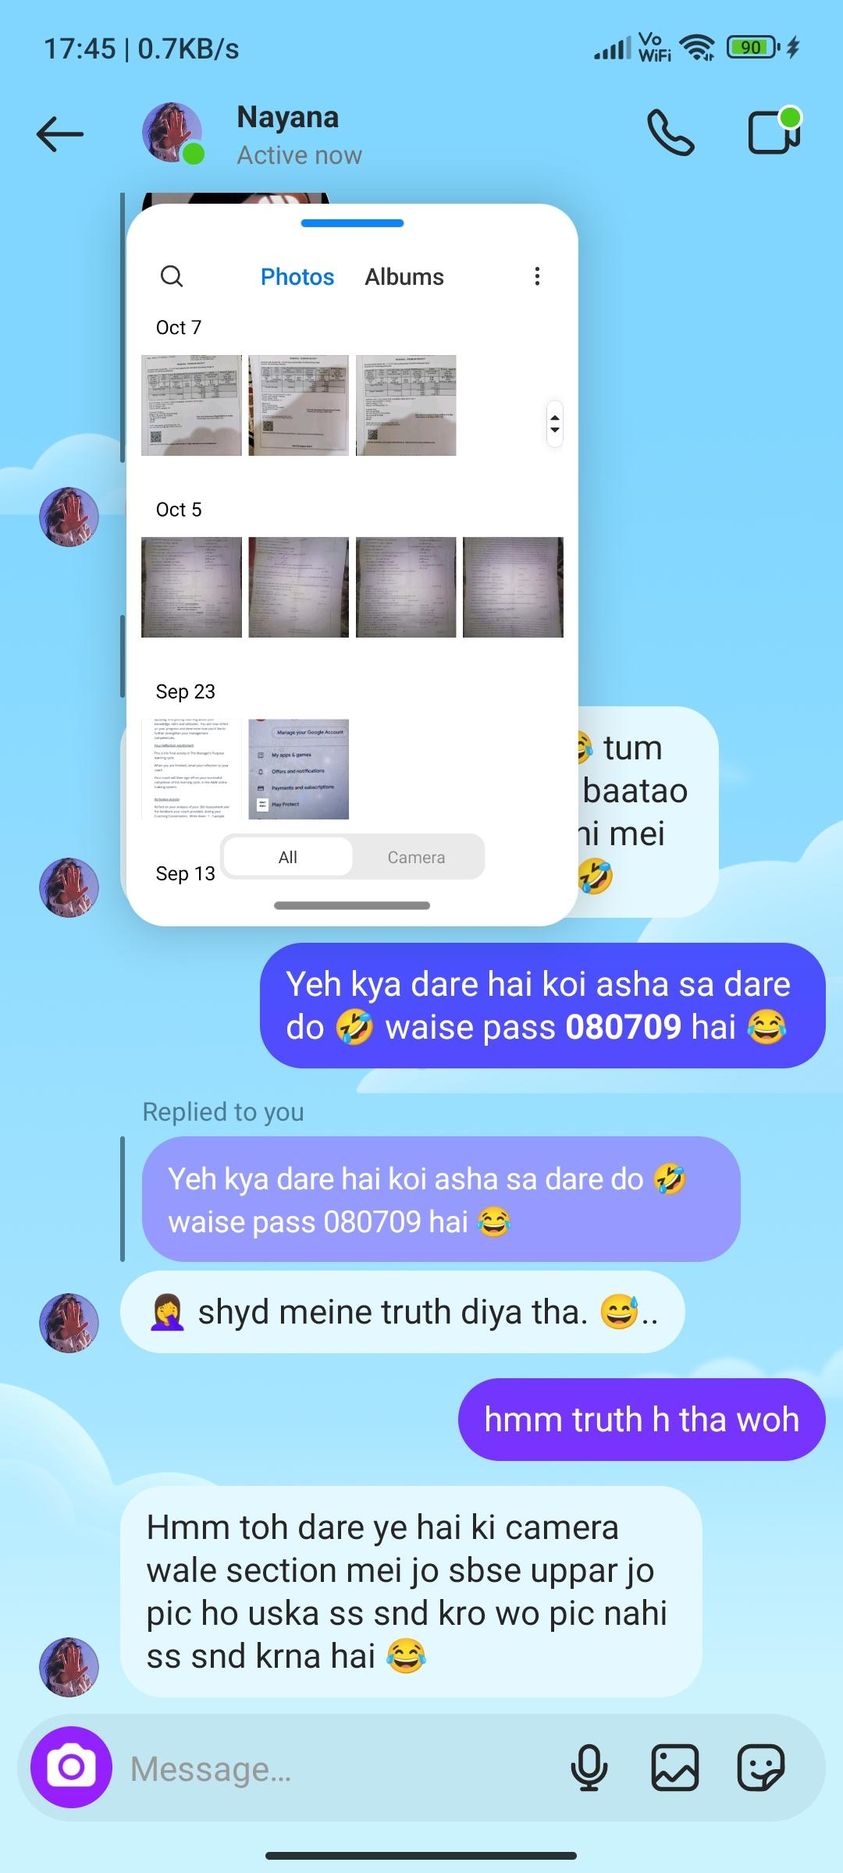 17:45 | 0.7KB/s
Vo
WiFi
90
Nayana
Active now
Photos
Albums
Oct 7
Oct 5
Sep 23
Manage your Google Account
My apps & games
Offers and notifications
Payments and subscriptions
Play Protect
Sep 13
All
Camera
😂 tum
baatao
hi mei
🤣
Yeh kya dare hai koi asha sa dare
do 🤣 waise pass 080709 hai 😂
Replied to you
Yeh kya dare hai koi asha sa dare do 🤣
waise pass 080709 hai 😂
🤦‍♀️ shyd meine truth diya tha. 😅..
hmm truth h tha woh
Hmm toh dare ye hai ki camera
wale section mei jo sbse uppar jo
pic ho uska ss snd kro wo pic nahi
ss snd krna hai 😂
Message...